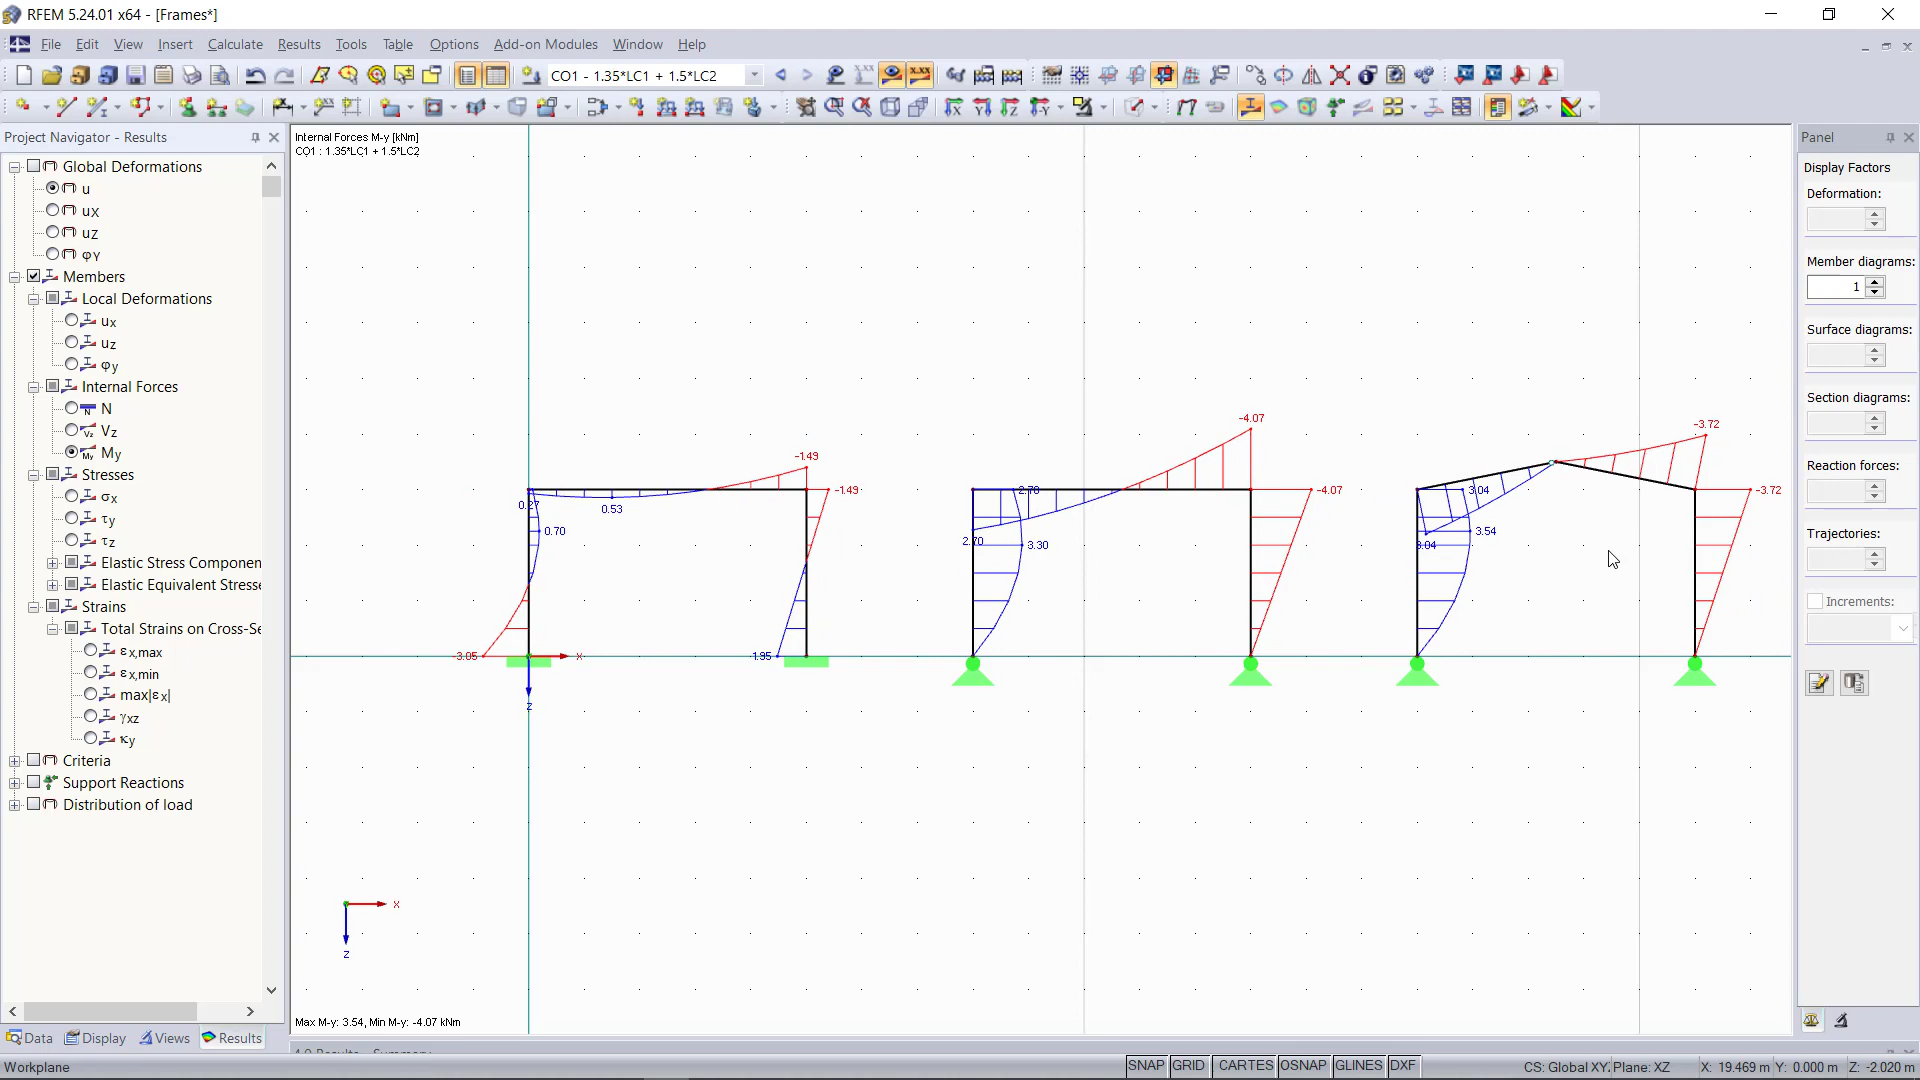 RFEM 5.24.01 x64 - [Frames*]
File Edit View Insert Calculate Results Tools Table Options Add-on Modules Window Help
CO1 - 1.35*LC1 + 1.5*LC2
Project Navigator - Results
Global Deformations
u
uX
uZ
φY
Members
Local Deformations
ux
uz
φy
Internal Forces
N
Vz
My
Stresses
σx
τy
τz
Elastic Stress Componen
Elastic Equivalent Stresse
Strains
Total Strains on Cross-Se
εx,max
εx,min
max|εx|
γxz
κy
Criteria
Support Reactions
Distribution of load
Data Display Views Results
Internal Forces M-y [kNm]
CO1 : 1.35*LC1 + 1.5*LC2
-1.49
-1.49
0.27
0.53
0.70
-3.05
1.95
x
z
-4.07
-4.07
2.70
2.70
3.30
-3.72
-3.72
3.04
3.04
3.54
x
z
Max M-y: 3.54, Min M-y: -4.07 kNm
Panel
Display Factors
Deformation:
Member diagrams:
1
Surface diagrams:
Section diagrams:
Reaction forces:
Trajectories:
Increments:
Workplane
SNAP GRID CARTES OSNAP GLINES DXF
CS: Global XYZ Plane: XZ X: 19.469 m Y: 0.000 m Z: -2.020 m